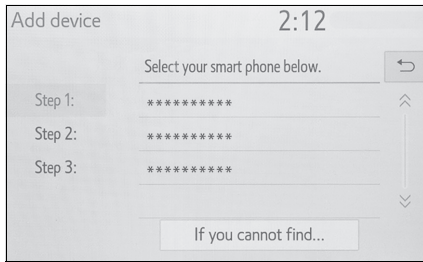 Add device
2:12
Select your smart phone below.
Step 1:
**********
Step 2:
**********
Step 3:
**********
If you cannot find...